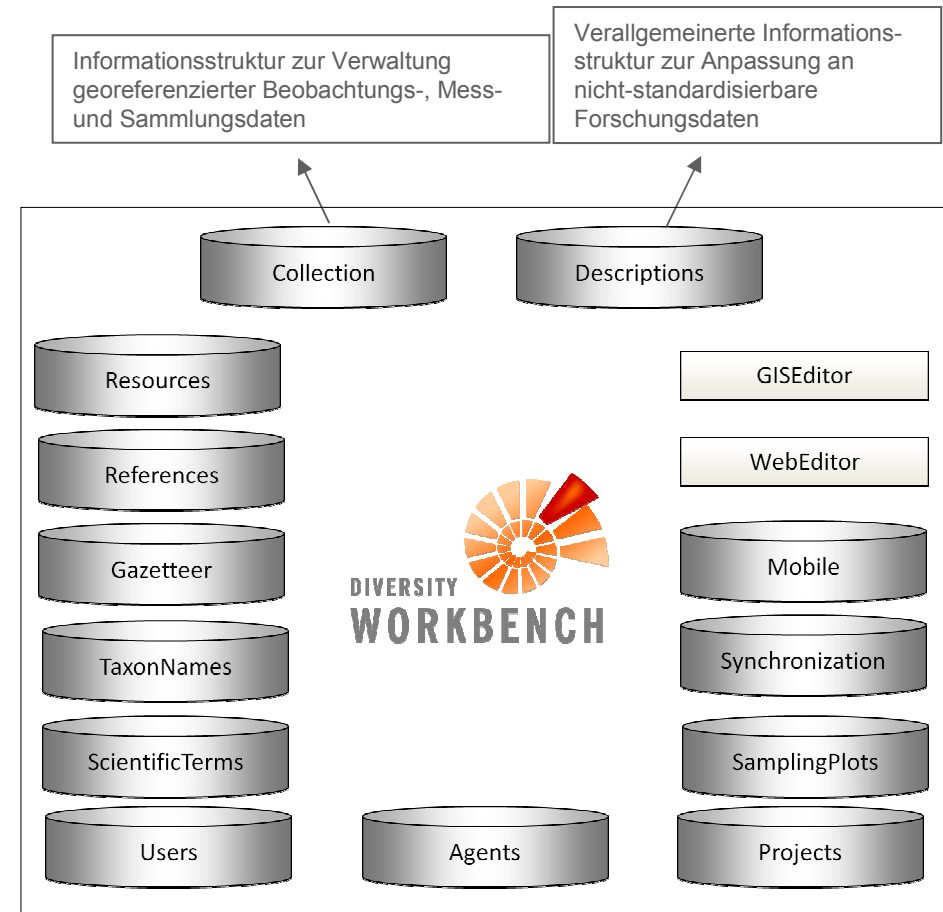 Informationsstruktur zur Verwaltung
georeferenzierter Beobachtungs-, Mess-
und Sammlungsdaten
Verallgemeinerte Informations-
struktur zur Anpassung an
nicht-standardisierbare
Forschungsdaten
Collection
Descriptions
Resources
References
Gazetteer
TaxonNames
ScientificTerms
Users
DIVERSITY
WORKBENCH
Agents
GISEditor
WebEditor
Mobile
Synchronization
SamplingPlots
Projects